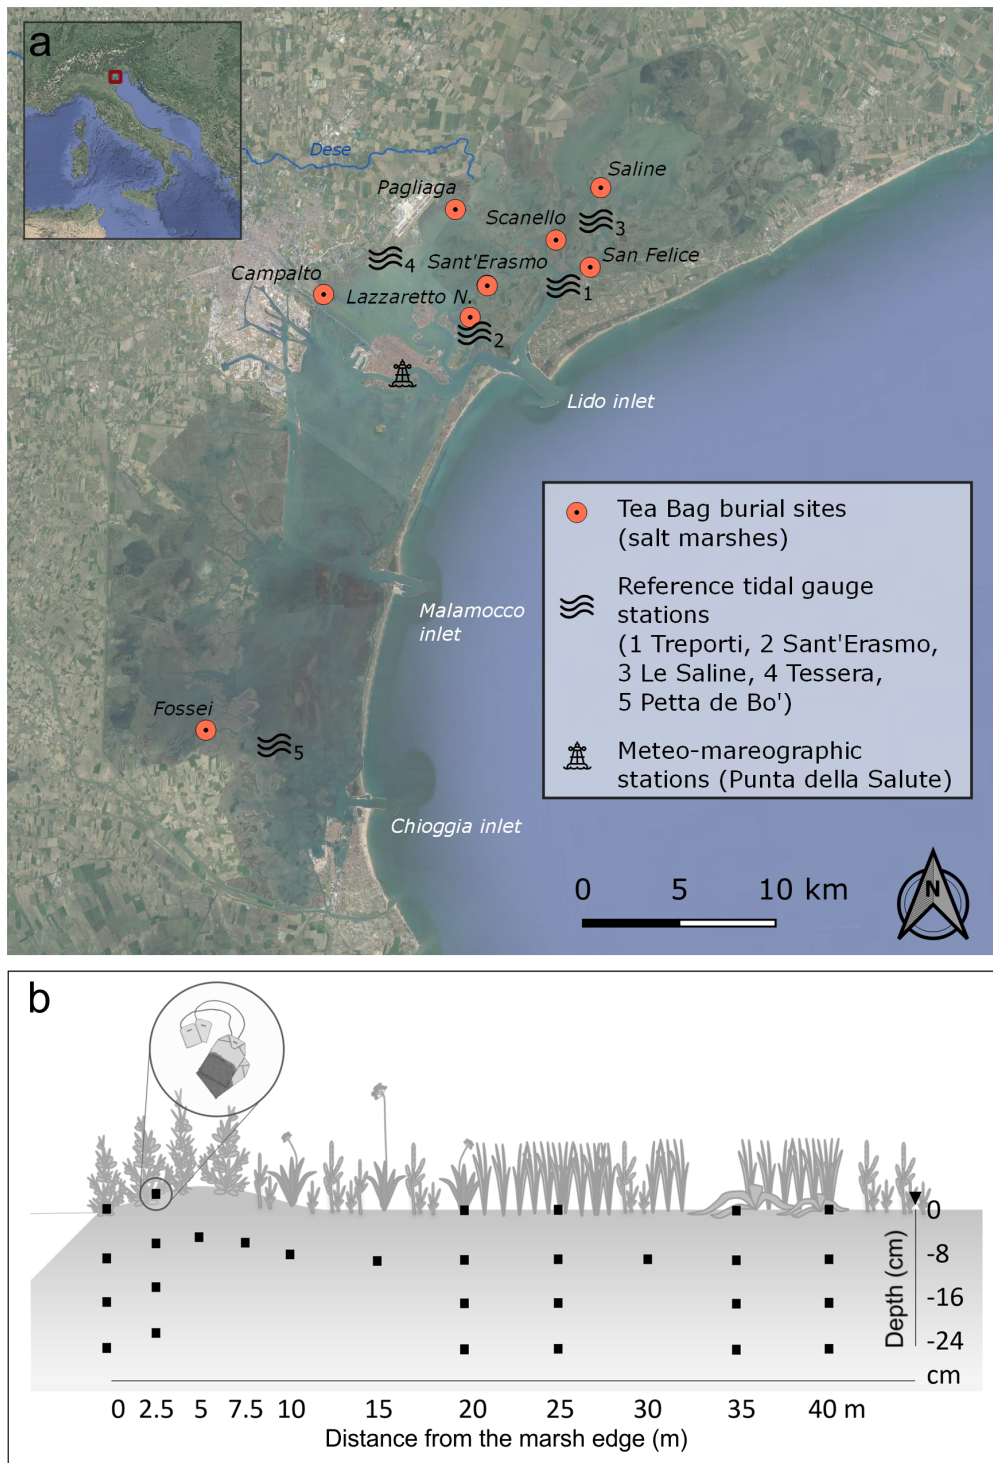 a
Dese
Saline
Pagliaga
Scanello
3
San Felice
4
Sant'Erasmo
Campalto
Lazzaretto N.
1
2
Lido inlet
Tea Bag burial sites
(salt marshes)
Reference tidal gauge
stations
(1 Treporti, 2 Sant'Erasmo,
3 Le Saline, 4 Tessera,
5 Petta de Bo')
Meteo-mareographic
stations (Punta della Salute)
Malamocco
inlet
Fossei
5
Chioggia inlet
0 5 10 km
N
b
0
-8
-16
-24
cm
Depth (cm)
0 2.5 5 7.5 10 15 20 25 30 35 40 m
Distance from the marsh edge (m)